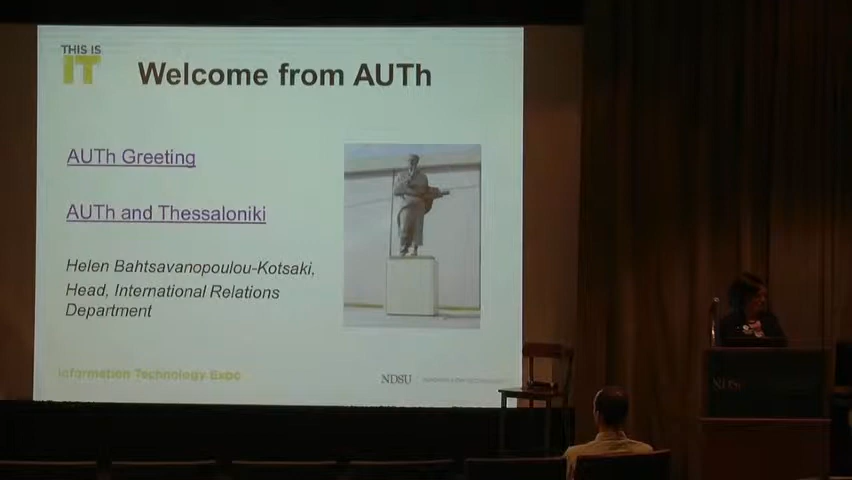 THIS IS
IT
Welcome from AUTh
AUTh Greeting
AUTh and Thessaloniki
Helen Bahtsavanopoulou-Kotsaki,
Head, International Relations
Department
Information Technology Expo
NDSU
NDSU